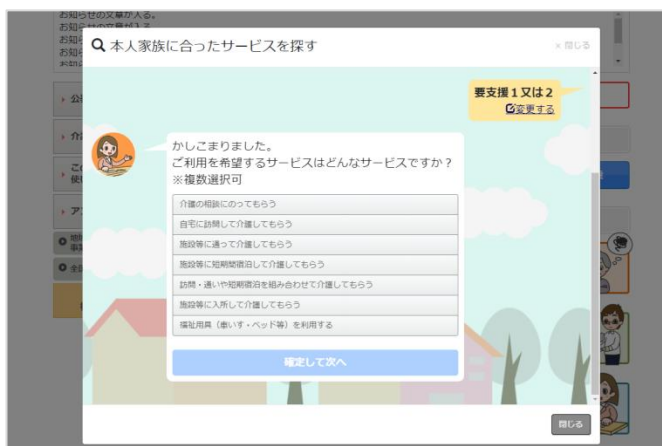 お知らせの文章が入る。
本人家族に合ったサービスを探す
× 閉じる
要支援1又は2
変更する
かしこまりました。
ご利用を希望するサービスはどんなサービスですか?
※複数選択可
介護の相談にのってもらう
自宅に訪問して介護してもらう
施設等に通って介護してもらう
施設等に短期間宿泊して介護してもらう
訪問・通いや短期宿泊を組み合わせて介護してもらう
施設等に入所して介護してもらう
福祉用具(車いす・ベッド等)を利用する
確定して次へ
閉じる